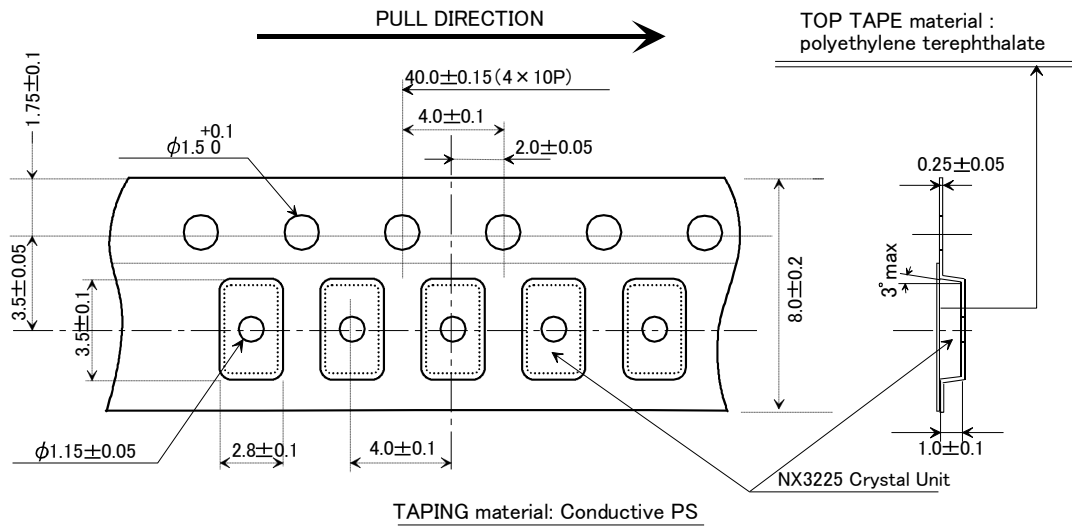 PULL DIRECTION
TOP TAPE material :
polyethylene terephthalate
1.75±0.1
40.0±0.15(4×10P)
4.0±0.1
+0.1
φ1.5 0
2.0±0.05
0.25±0.05
3.5±0.05
3.5±0.1
8.0±0.2
3°max
φ1.15±0.05
2.8±0.1
4.0±0.1
1.0±0.1
NX3225 Crystal Unit
TAPING material: Conductive PS